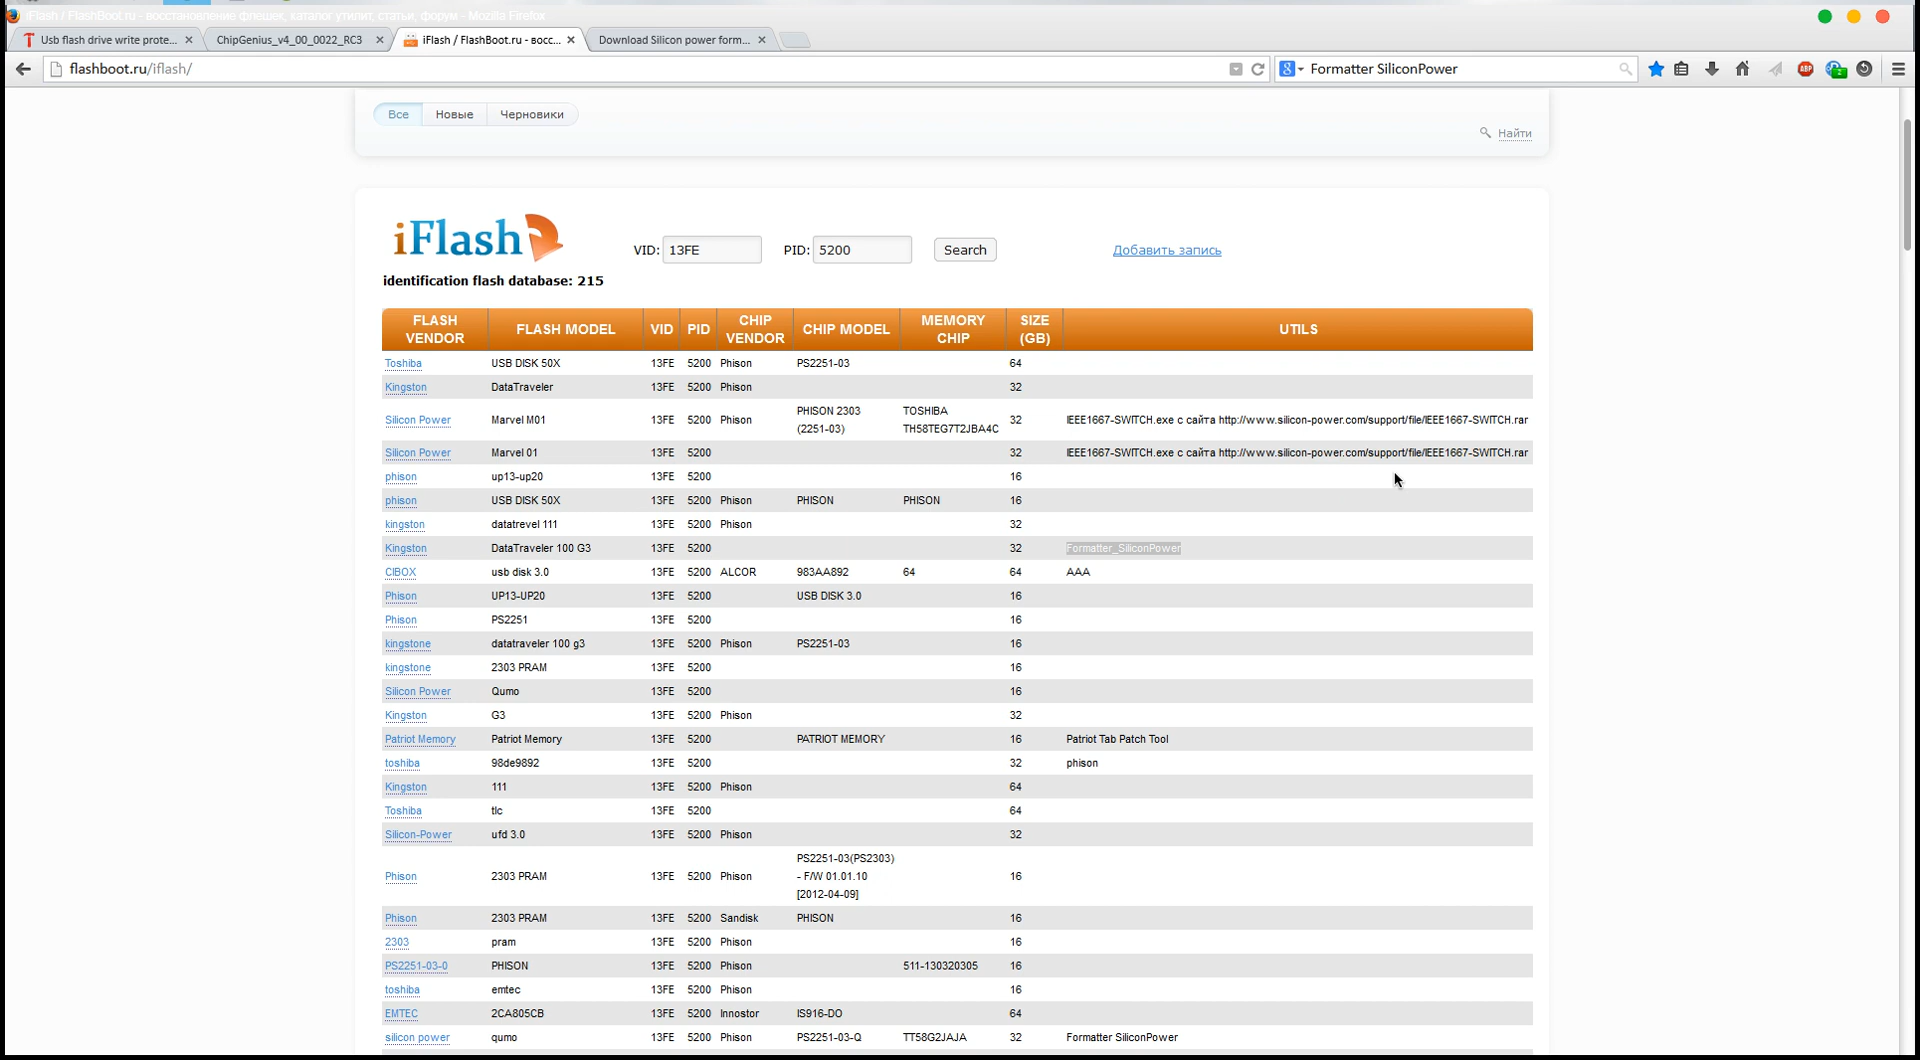 iFlash / FlashBoot.ru - восстановление флешек, каталог утилит, статьи, форум - Mozilla Firefox
Usb flash drive write prote... ChipGenius_v4_00_0022_RC3 iFlash / FlashBoot.ru - восс... Download Silicon power form...
flashboot.ru/iflash/ 8 Formatter SiliconPower ABP 2
Все Новые Черновики
Найти
iFlash VID: 13FE PID: 5200 Search Добавить запись
identification flash database: 215
FLASH VENDOR FLASH MODEL VID PID CHIP VENDOR CHIP MODEL MEMORY CHIP SIZE (GB) UTILS
Toshiba USB DISK 50X 13FE 5200 Phison PS2251-03 64
Kingston DataTraveler 13FE 5200 Phison 32
Silicon Power Marvel M01 13FE 5200 Phison PHISON 2303 (2251-03) TOSHIBA TH58TEG7T2JBA4C 32 IEEE1667-SWITCH.exe с сайта http://www.silicon-power.com/support/file/IEEE1667-SWITCH.rar
Silicon Power Marvel 01 13FE 5200 32 IEEE1667-SWITCH.exe с сайта http://www.silicon-power.com/support/file/IEEE1667-SWITCH.rar
phison up13-up20 13FE 5200 16
phison USB DISK 50X 13FE 5200 Phison PHISON PHISON 16
kingston datatrevel 111 13FE 5200 Phison 32
Kingston DataTraveler 100 G3 13FE 5200 32 Formatter_SiliconPower
CIBOX usb disk 3.0 13FE 5200 ALCOR 983AA892 64 64 AAA
Phison UP13-UP20 13FE 5200 USB DISK 3.0 16
Phison PS2251 13FE 5200 16
kingstone datatraveler 100 g3 13FE 5200 Phison PS2251-03 16
kingstone 2303 PRAM 13FE 5200 16
Silicon Power Qumo 13FE 5200 16
Kingston G3 13FE 5200 Phison 32
Patriot Memory Patriot Memory 13FE 5200 PATRIOT MEMORY 16 Patriot Tab Patch Tool
toshiba 98de9892 13FE 5200 32 phison
Kingston 111 13FE 5200 Phison 64
Toshiba tlc 13FE 5200 64
Silicon-Power ufd 3.0 13FE 5200 Phison 32
Phison 2303 PRAM 13FE 5200 Phison PS2251-03(PS2303) - F/W 01.01.10 [2012-04-09] 16
Phison 2303 PRAM 13FE 5200 Sandisk PHISON 16
2303 pram 13FE 5200 Phison 16
PS2251-03-0 PHISON 13FE 5200 Phison 511-130320305 16
toshiba emtec 13FE 5200 Phison 16
EMTEC 2CA805CB 13FE 5200 Innostor IS916-DO 64
silicon power qumo 13FE 5200 Phison PS2251-03-Q TT58G2JAJA 32 Formatter SiliconPower